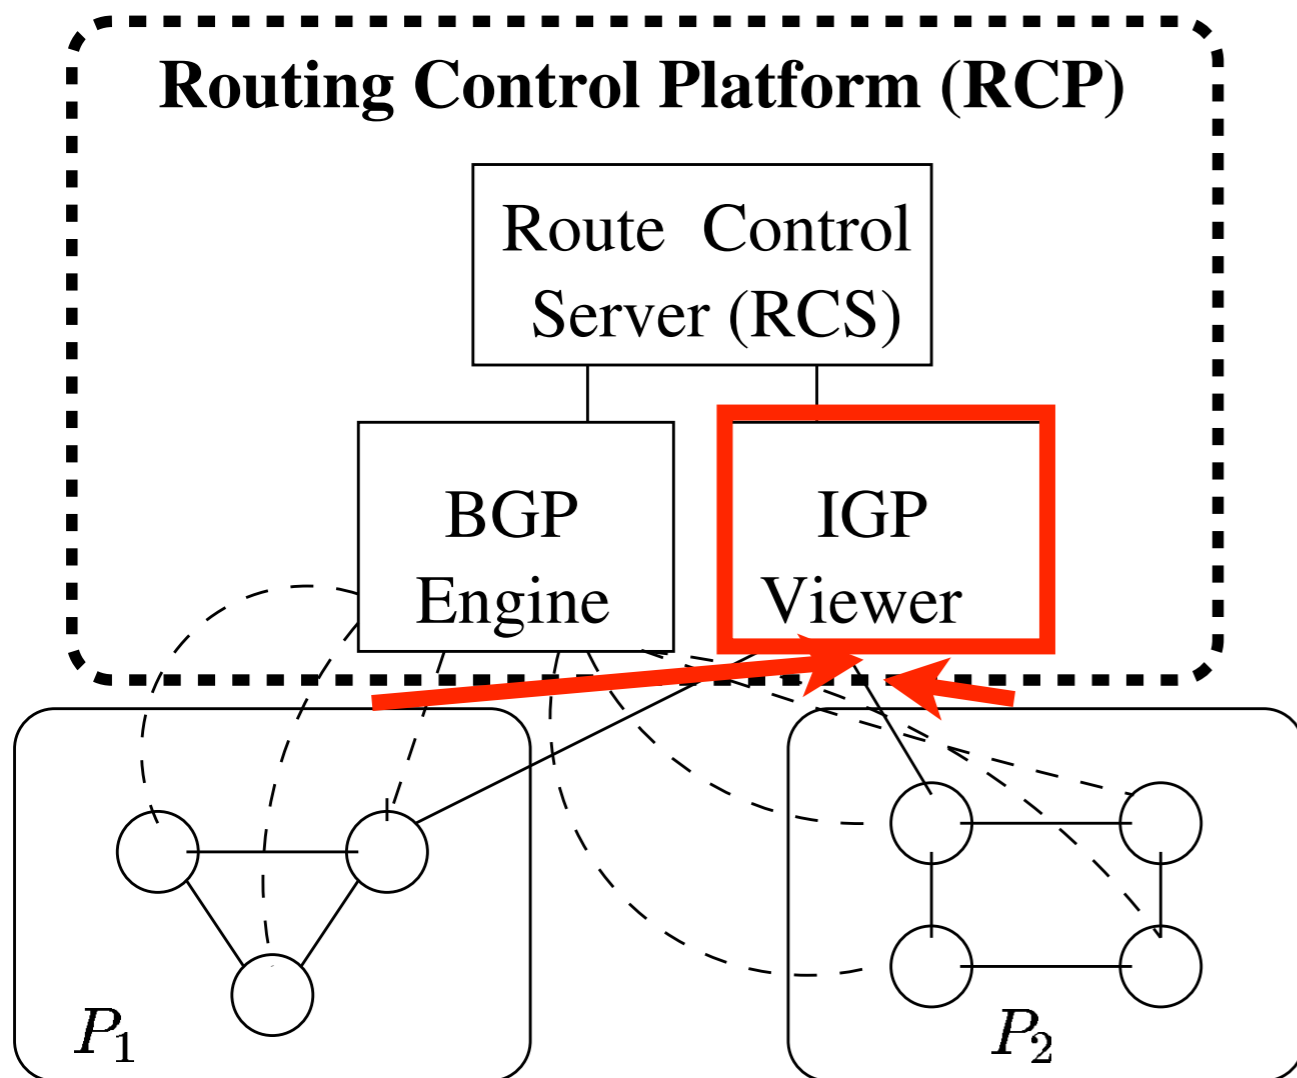 Routing Control Platform (RCP)
Route Control
Server (RCS)
BGP
Engine
IGP
Viewer
P₁
P₂